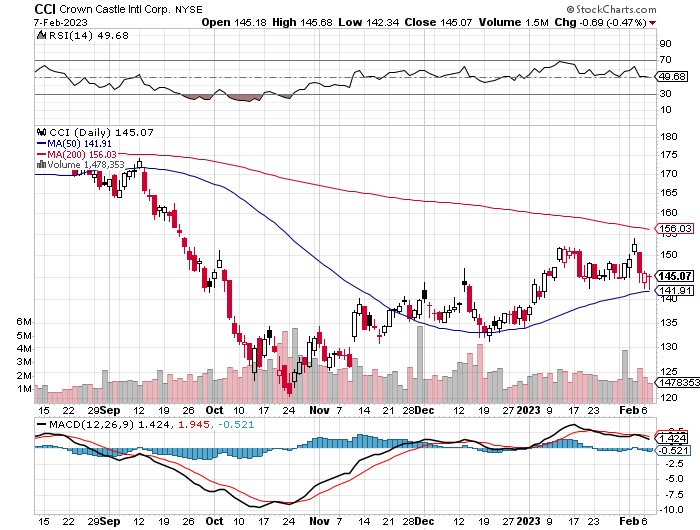 CCI Crown Castle Intl Corp. NYSE
© StockCharts.com
7-Feb-2023
Open 145.18 High 145.68 Low 142.34 Close 145.07 Volume 1.5M Chg -0.69 (-0.47%)
RSI(14) 49.68
90
70
49.68
30
10
CCI (Daily) 145.07
MA(50) 141.91
MA(200) 156.03
Volume 1,478,353
180
175
170
165
160
156.03
155
150
145.07
141.91
140
135
130
125
120
6M
5M
4M
3M
2M
1M
1478353
15 22 29 Sep 12 19 26 Oct 10 17 24 Nov 7 14 21 28 Dec 12 19 27 2023 9 17 23 Feb 6
MACD(12,26,9) 1.424, 1.945, -0.521
1.424
-0.521
-2.5
-5.0
-7.5
-10.0
15 22 29 Sep 12 19 26 Oct 10 17 24 Nov 7 14 21 28 Dec 12 19 27 2023 9 17 23 Feb 6